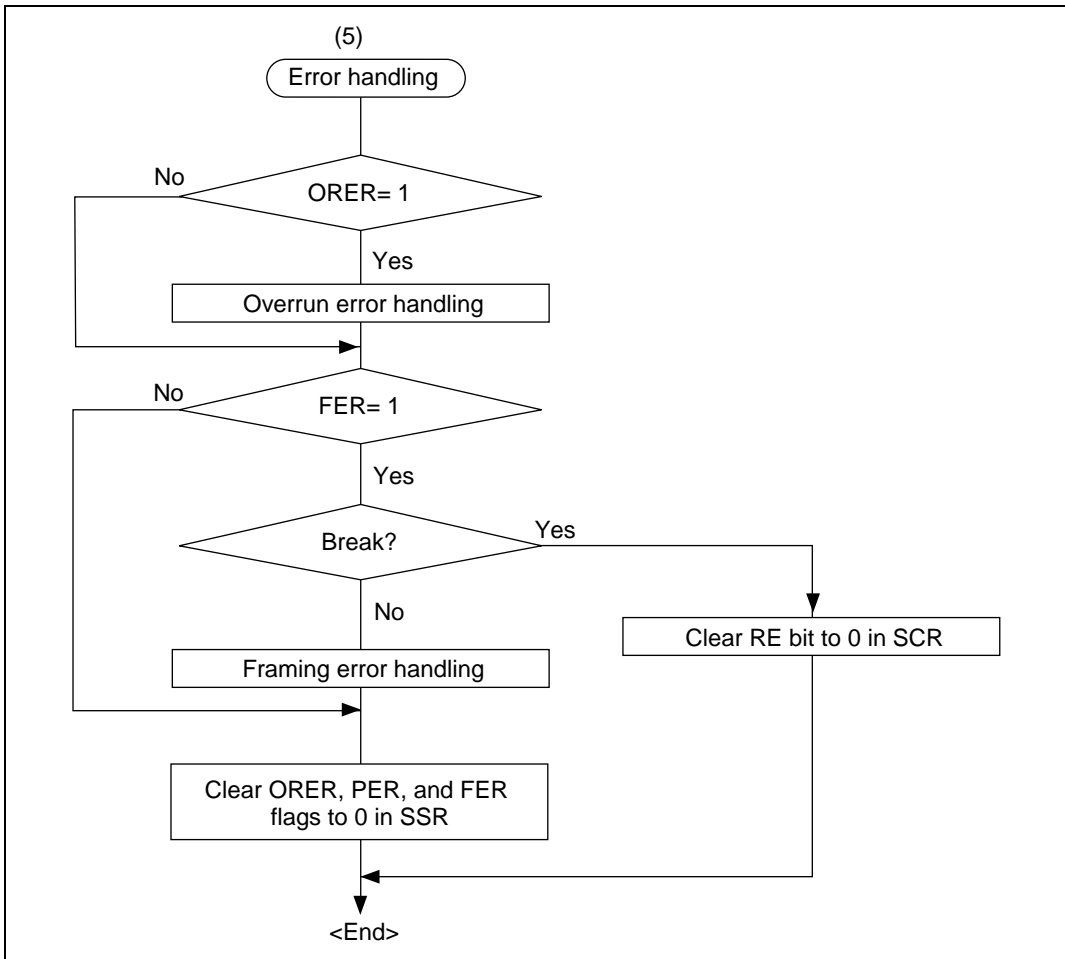 (5)
Error handling
No
ORER= 1
Yes
Overrun error handling
No
FER= 1
Yes
Break?
Yes
No
Clear RE bit to 0 in SCR
Framing error handling
Clear ORER, PER, and FER
flags to 0 in SSR
<End>